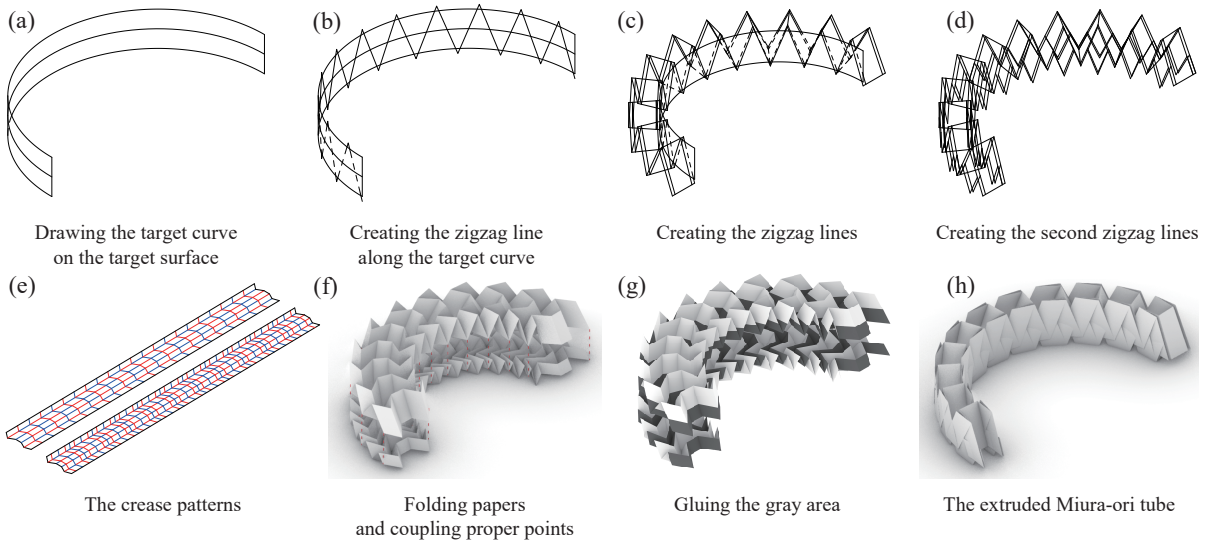 (a)
(b)
(c)
(d)
Drawing the target curve
on the target surface
Creating the zigzag line
along the target curve
Creating the zigzag lines
Creating the second zigzag lines
(e)
(f)
(g)
(h)
The crease patterns
Folding papers
and coupling proper points
Gluing the gray area
The extruded Miura-ori tube